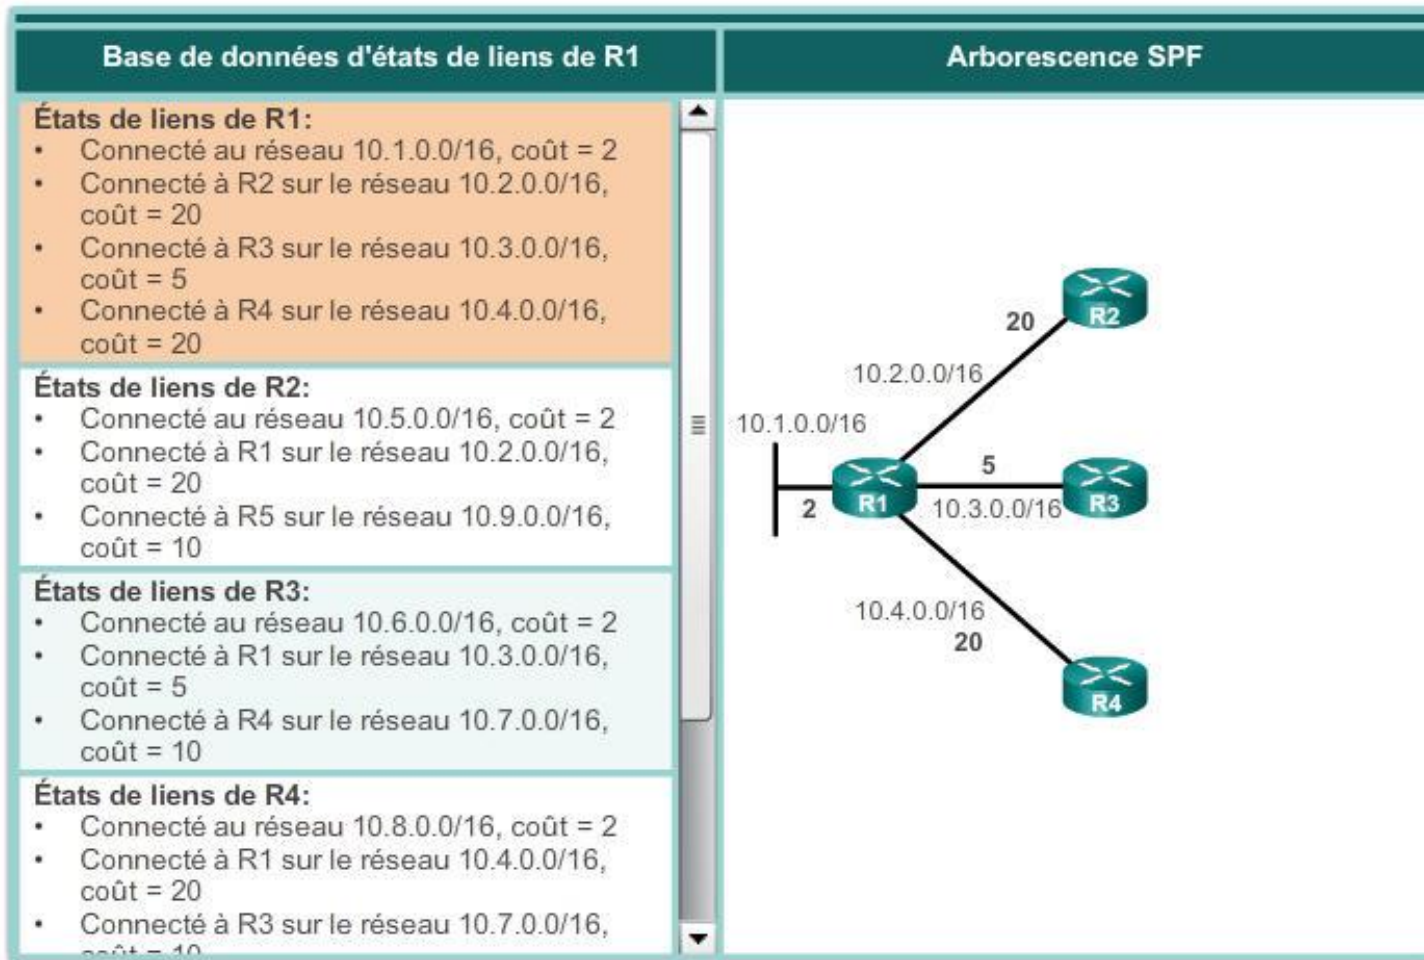 Base de données d'états de liens de R1
Arborescence SPF
États de liens de R1:
• Connecté au réseau 10.1.0.0/16, coût = 2
• Connecté à R2 sur le réseau 10.2.0.0/16,
coût = 20
• Connecté à R3 sur le réseau 10.3.0.0/16,
coût = 5
• Connecté à R4 sur le réseau 10.4.0.0/16,
coût = 20
États de liens de R2:
• Connecté au réseau 10.5.0.0/16, coût = 2
• Connecté à R1 sur le réseau 10.2.0.0/16,
coût = 20
• Connecté à R5 sur le réseau 10.9.0.0/16,
coût = 10
États de liens de R3:
• Connecté au réseau 10.6.0.0/16, coût = 2
• Connecté à R1 sur le réseau 10.3.0.0/16,
coût = 5
• Connecté à R4 sur le réseau 10.7.0.0/16,
coût = 10
États de liens de R4:
• Connecté au réseau 10.8.0.0/16, coût = 2
• Connecté à R1 sur le réseau 10.4.0.0/16,
coût = 20
• Connecté à R3 sur le réseau 10.7.0.0/16,
coût = 10
R2
20
10.2.0.0/16
10.1.0.0/16
5
2
R1
10.3.0.0/16
R3
10.4.0.0/16
20
R4